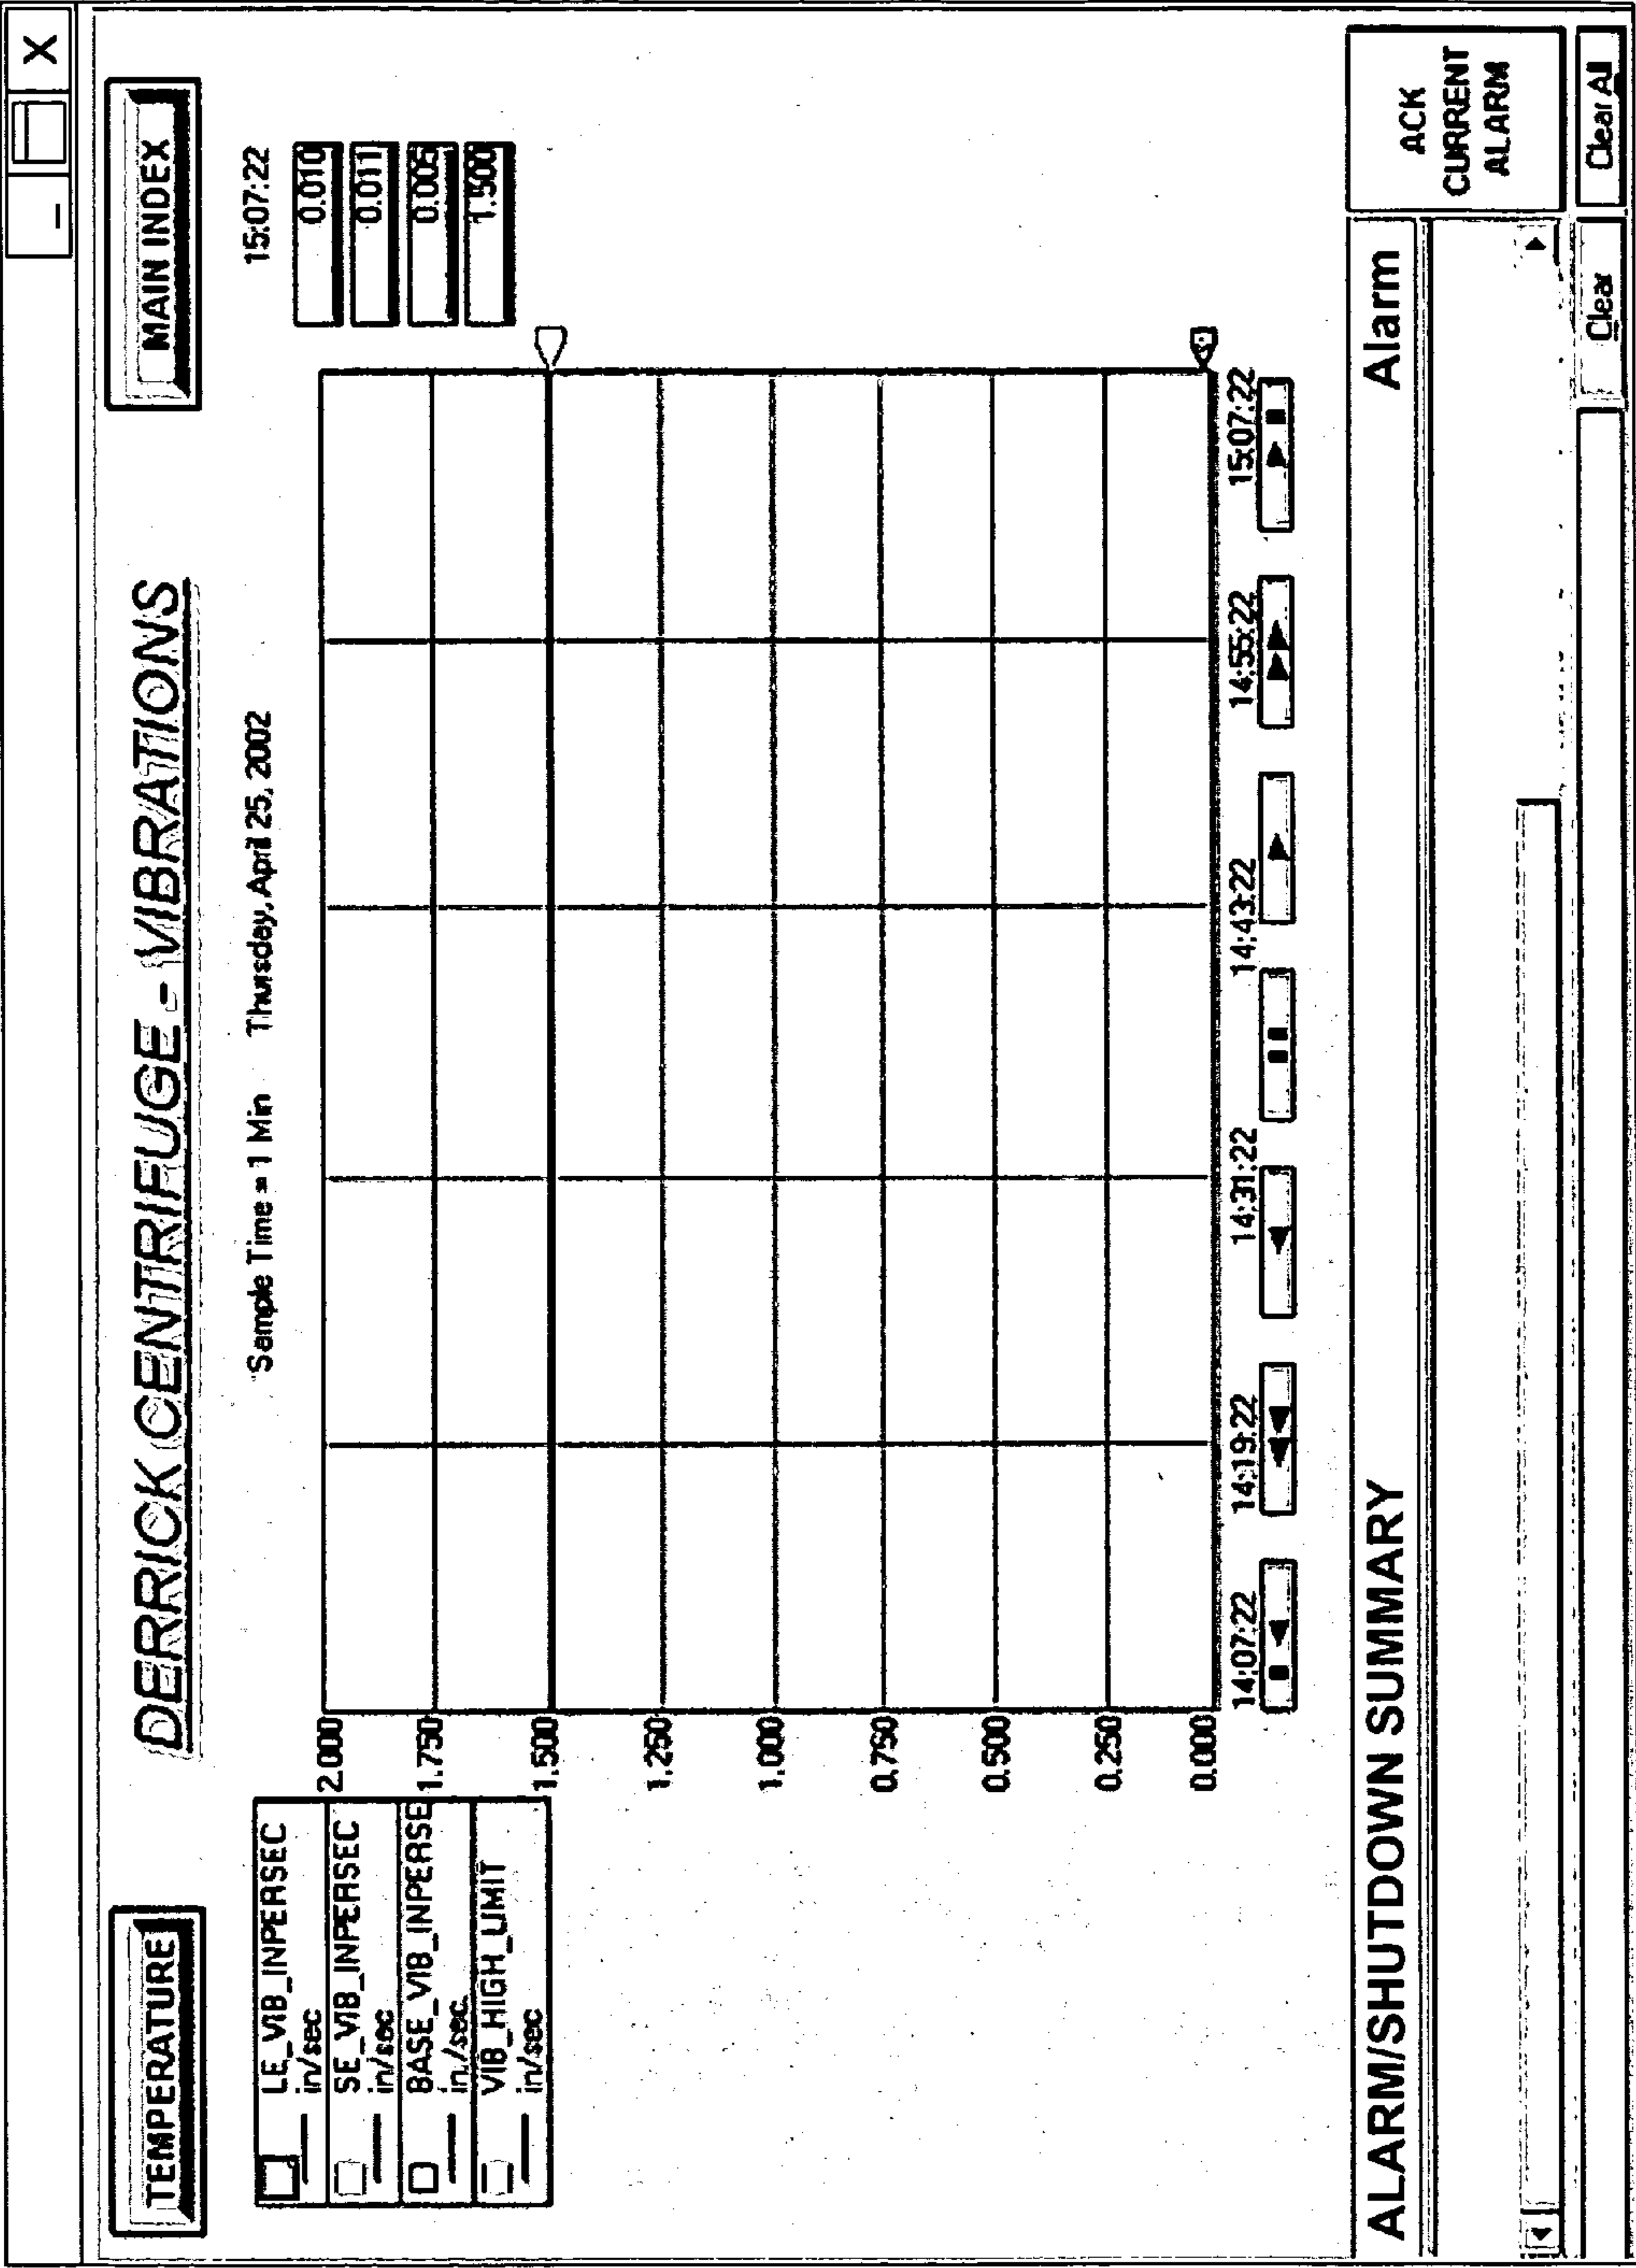 _ X
TEMPERATURE
DERRICK CENTRIFUGE - VIBRATIONS
MAIN INDEX
Sample Time = 1 Min Thursday, April 25, 2002
15:07:22
LE_VIB_INPERSEC
in/sec
SE_VIB_INPERSEC
in/sec
BASE_VIB_INPERSE
in./sec.
VIB_HIGH_LIMIT
in/sec
2.000
1.750
1.500
1.250
1.000
0.750
0.500
0.250
0.000
0.010
0.011
0.005
1.500
14:07:22 14:19:22 14:31:22 14:43:22 14:55:22 15:07:22
ALARM/SHUTDOWN SUMMARY Alarm
ACK
CURRENT
ALARM
Clear Clear All